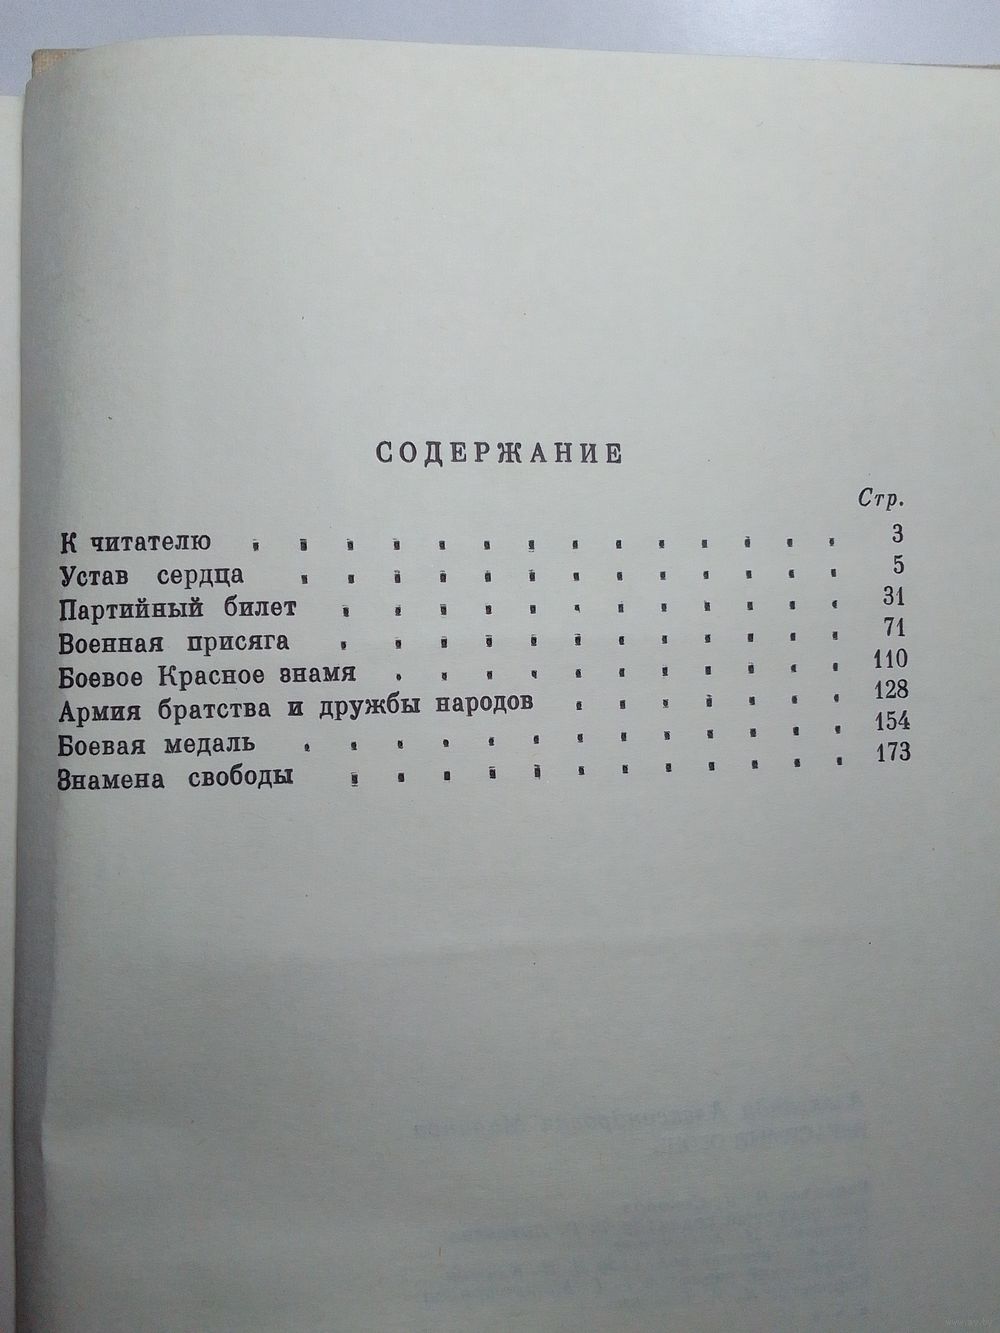 СОДЕРЖАНИЕ
Стр.
К читателю . . . . . . . . . . . . . . 3
Устав сердца . . . . . . . . . . . . . 5
Партийный билет . . . . . . . . . . . . 31
Военная присяга . . . . . . . . . . . . 71
Боевое Красное знамя . . . . . . . . . . . 110
Армия братства и дружбы народов . . . . . . . 128
Боевая медаль . . . . . . . . . . . . . 154
Знамена свободы . . . . . . . . . . . . 173